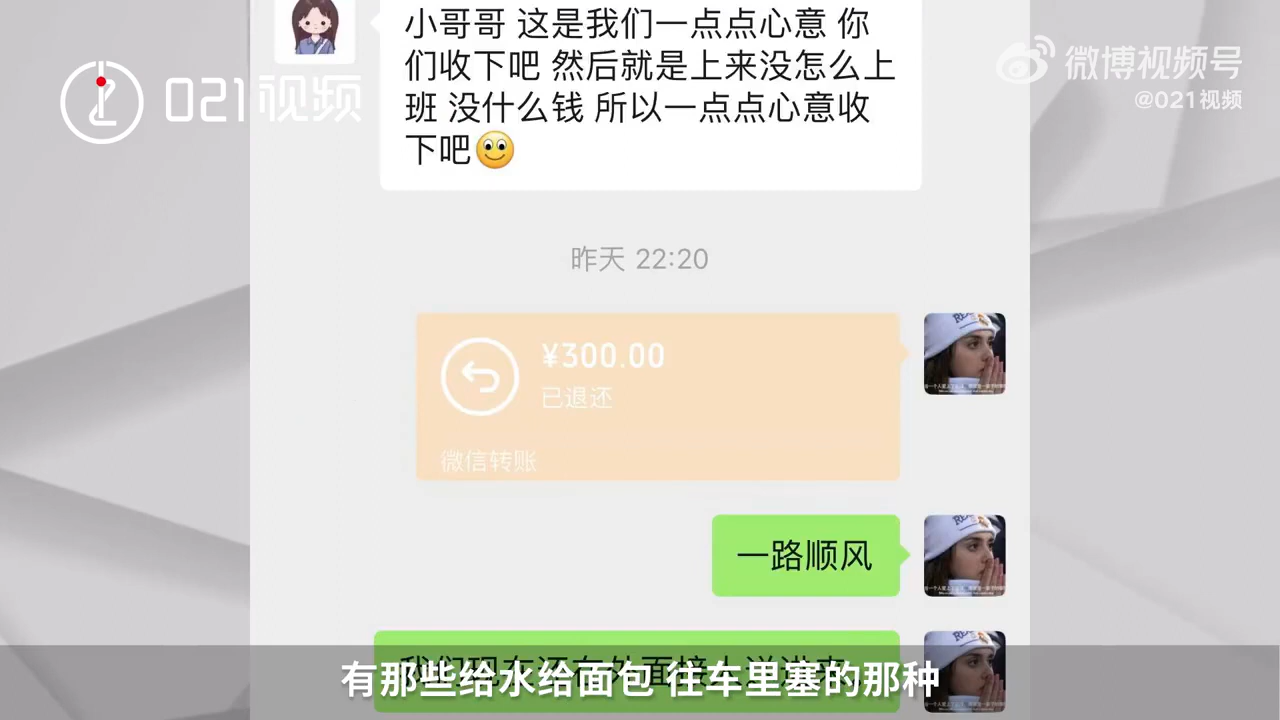 小哥哥 这是我们一点点心意 你
们收下吧 然后就是上来没怎么上
班 没什么钱 所以一点点心意收
下吧
021视频
微博视频号
@021视频
昨天 22:20
¥300.00
已退还
微信转账
一路顺风
有那些给水给面包 往车里塞的那种